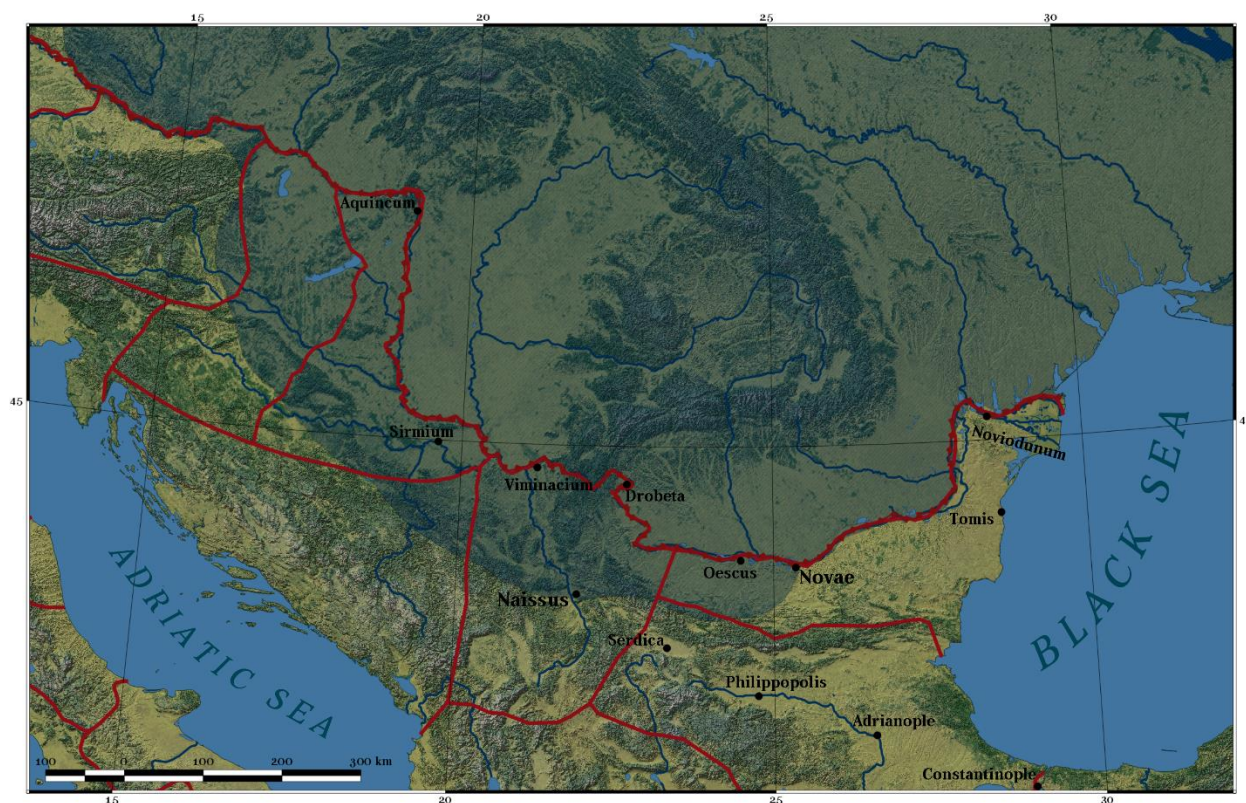 15
20
25
30
Aquincum
45
4
Sirmium
Noviodunum
Viminacium
Drobeta
Tomis
Oescus
Novae
Naissus
Serdica
Philippopolis
Adrianople
Constantinople
ADRIATIC SEA
BLACK SEA
100 0 100 200 300 km
15
20
25
30